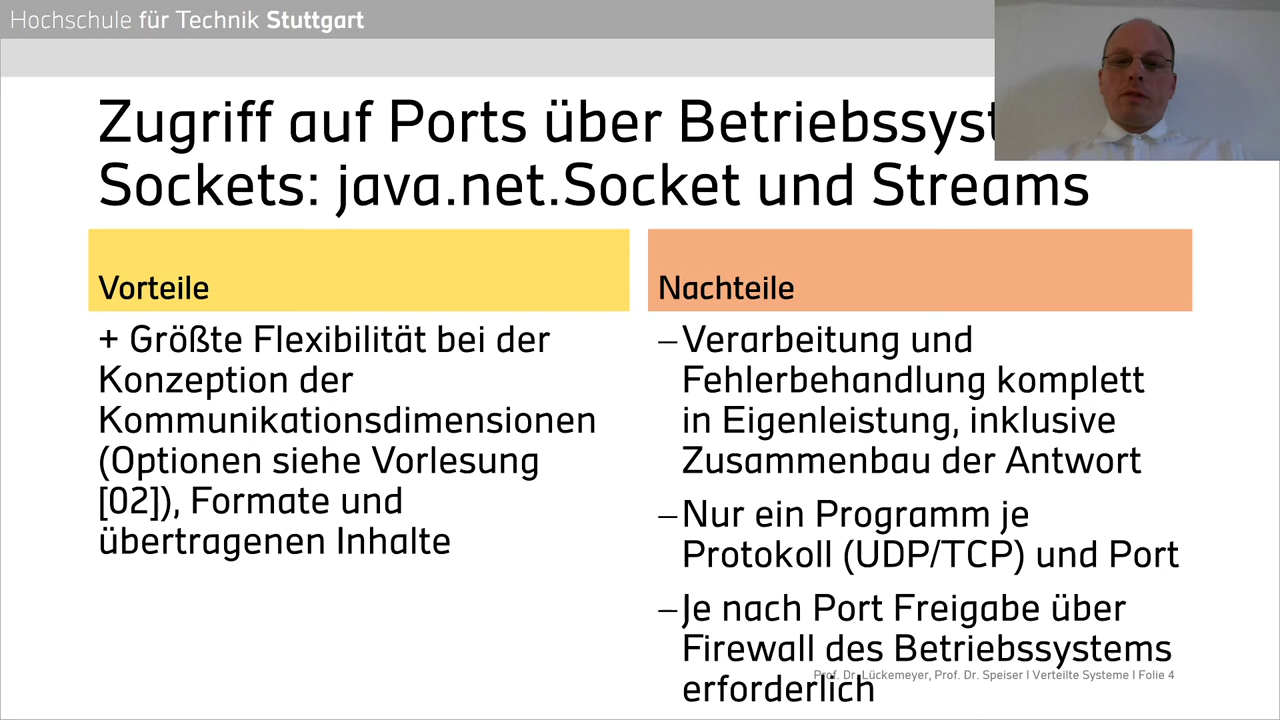 Hochschule für Technik Stuttgart
Zugriff auf Ports über Betriebssyst
Sockets: java.net.Socket und Streams
Vorteile
+ Größte Flexibilität bei der
Konzeption der
Kommunikationsdimensionen
(Optionen siehe Vorlesung
[02]), Formate und
übertragenen Inhalte
Nachteile
– Verarbeitung und
Fehlerbehandlung komplett
in Eigenleistung, inklusive
Zusammenbau der Antwort
– Nur ein Programm je
Protokoll (UDP/TCP) und Port
– Je nach Port Freigabe über
Firewall des Betriebssystems
erforderlich
Prof. Dr. Lückemeyer, Prof. Dr. Speiser I Verteilte Systeme I Folie 4